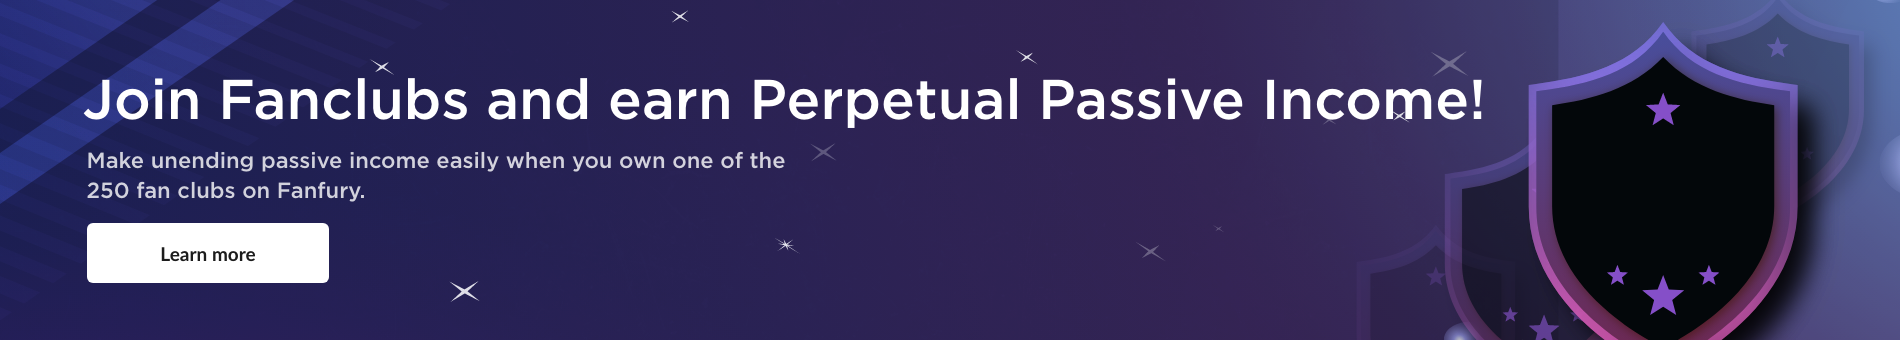 Join Fanclubs and earn Perpetual Passive Income!
Make unending passive income easily when you own one of the
250 fan clubs on Fanfury.
Learn more